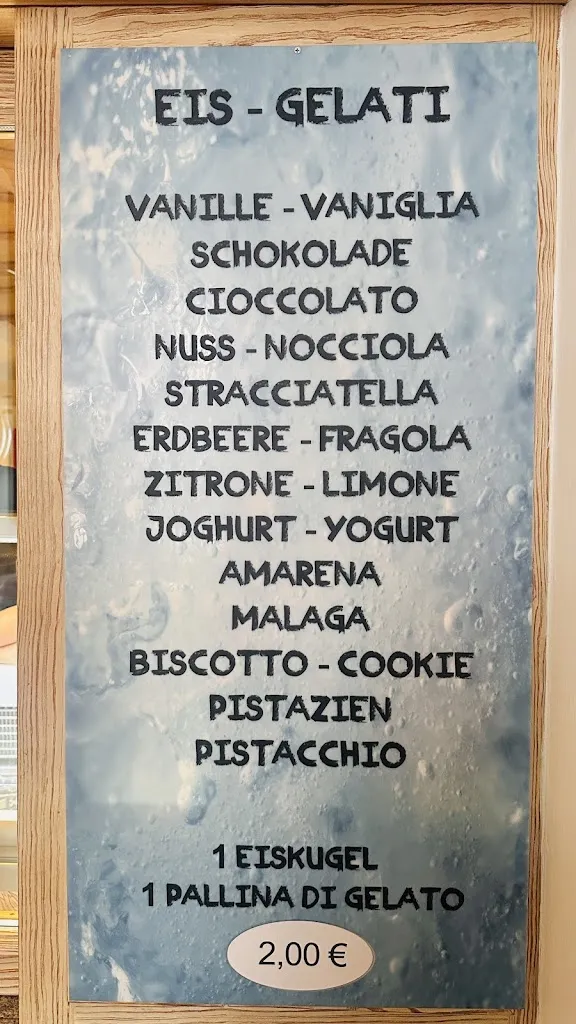 EIS - GELATI
VANILLE - VANIGLIA
SCHOKOLADE
CIOCCOLATO
NUSS - NOCCIOLA
STRACCIATELLA
ERDBEERE - FRAGOLA
ZITRONE - LIMONE
JOGHURT - YOGURT
AMARENA
MALAGA
BISCOTTO - COOKIE
PISTAZIEN
PISTACCHIO
1 EISKUGEL
1 PALLINA DI GELATO
2,00 €